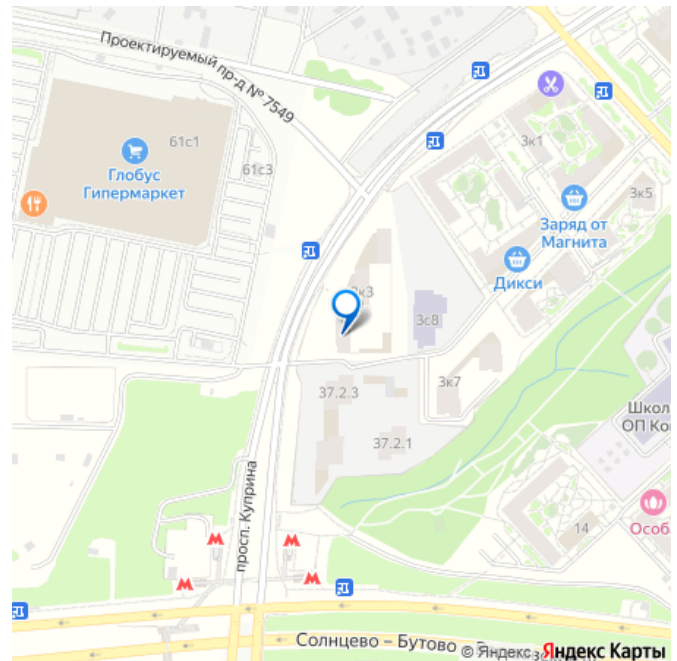 Проектируемый пр-д № 7549
61с1
61с3
Глобус
Гипермаркет
3к1
3к5
Заряд от
Магнита
Дикси
3с8
3к7
37.2.3
37.2.1
Школ
ОП Ко
просп. Куприна
14
Особ
Солнцево – Бутово –
© Яндекс
Яндекс Карты